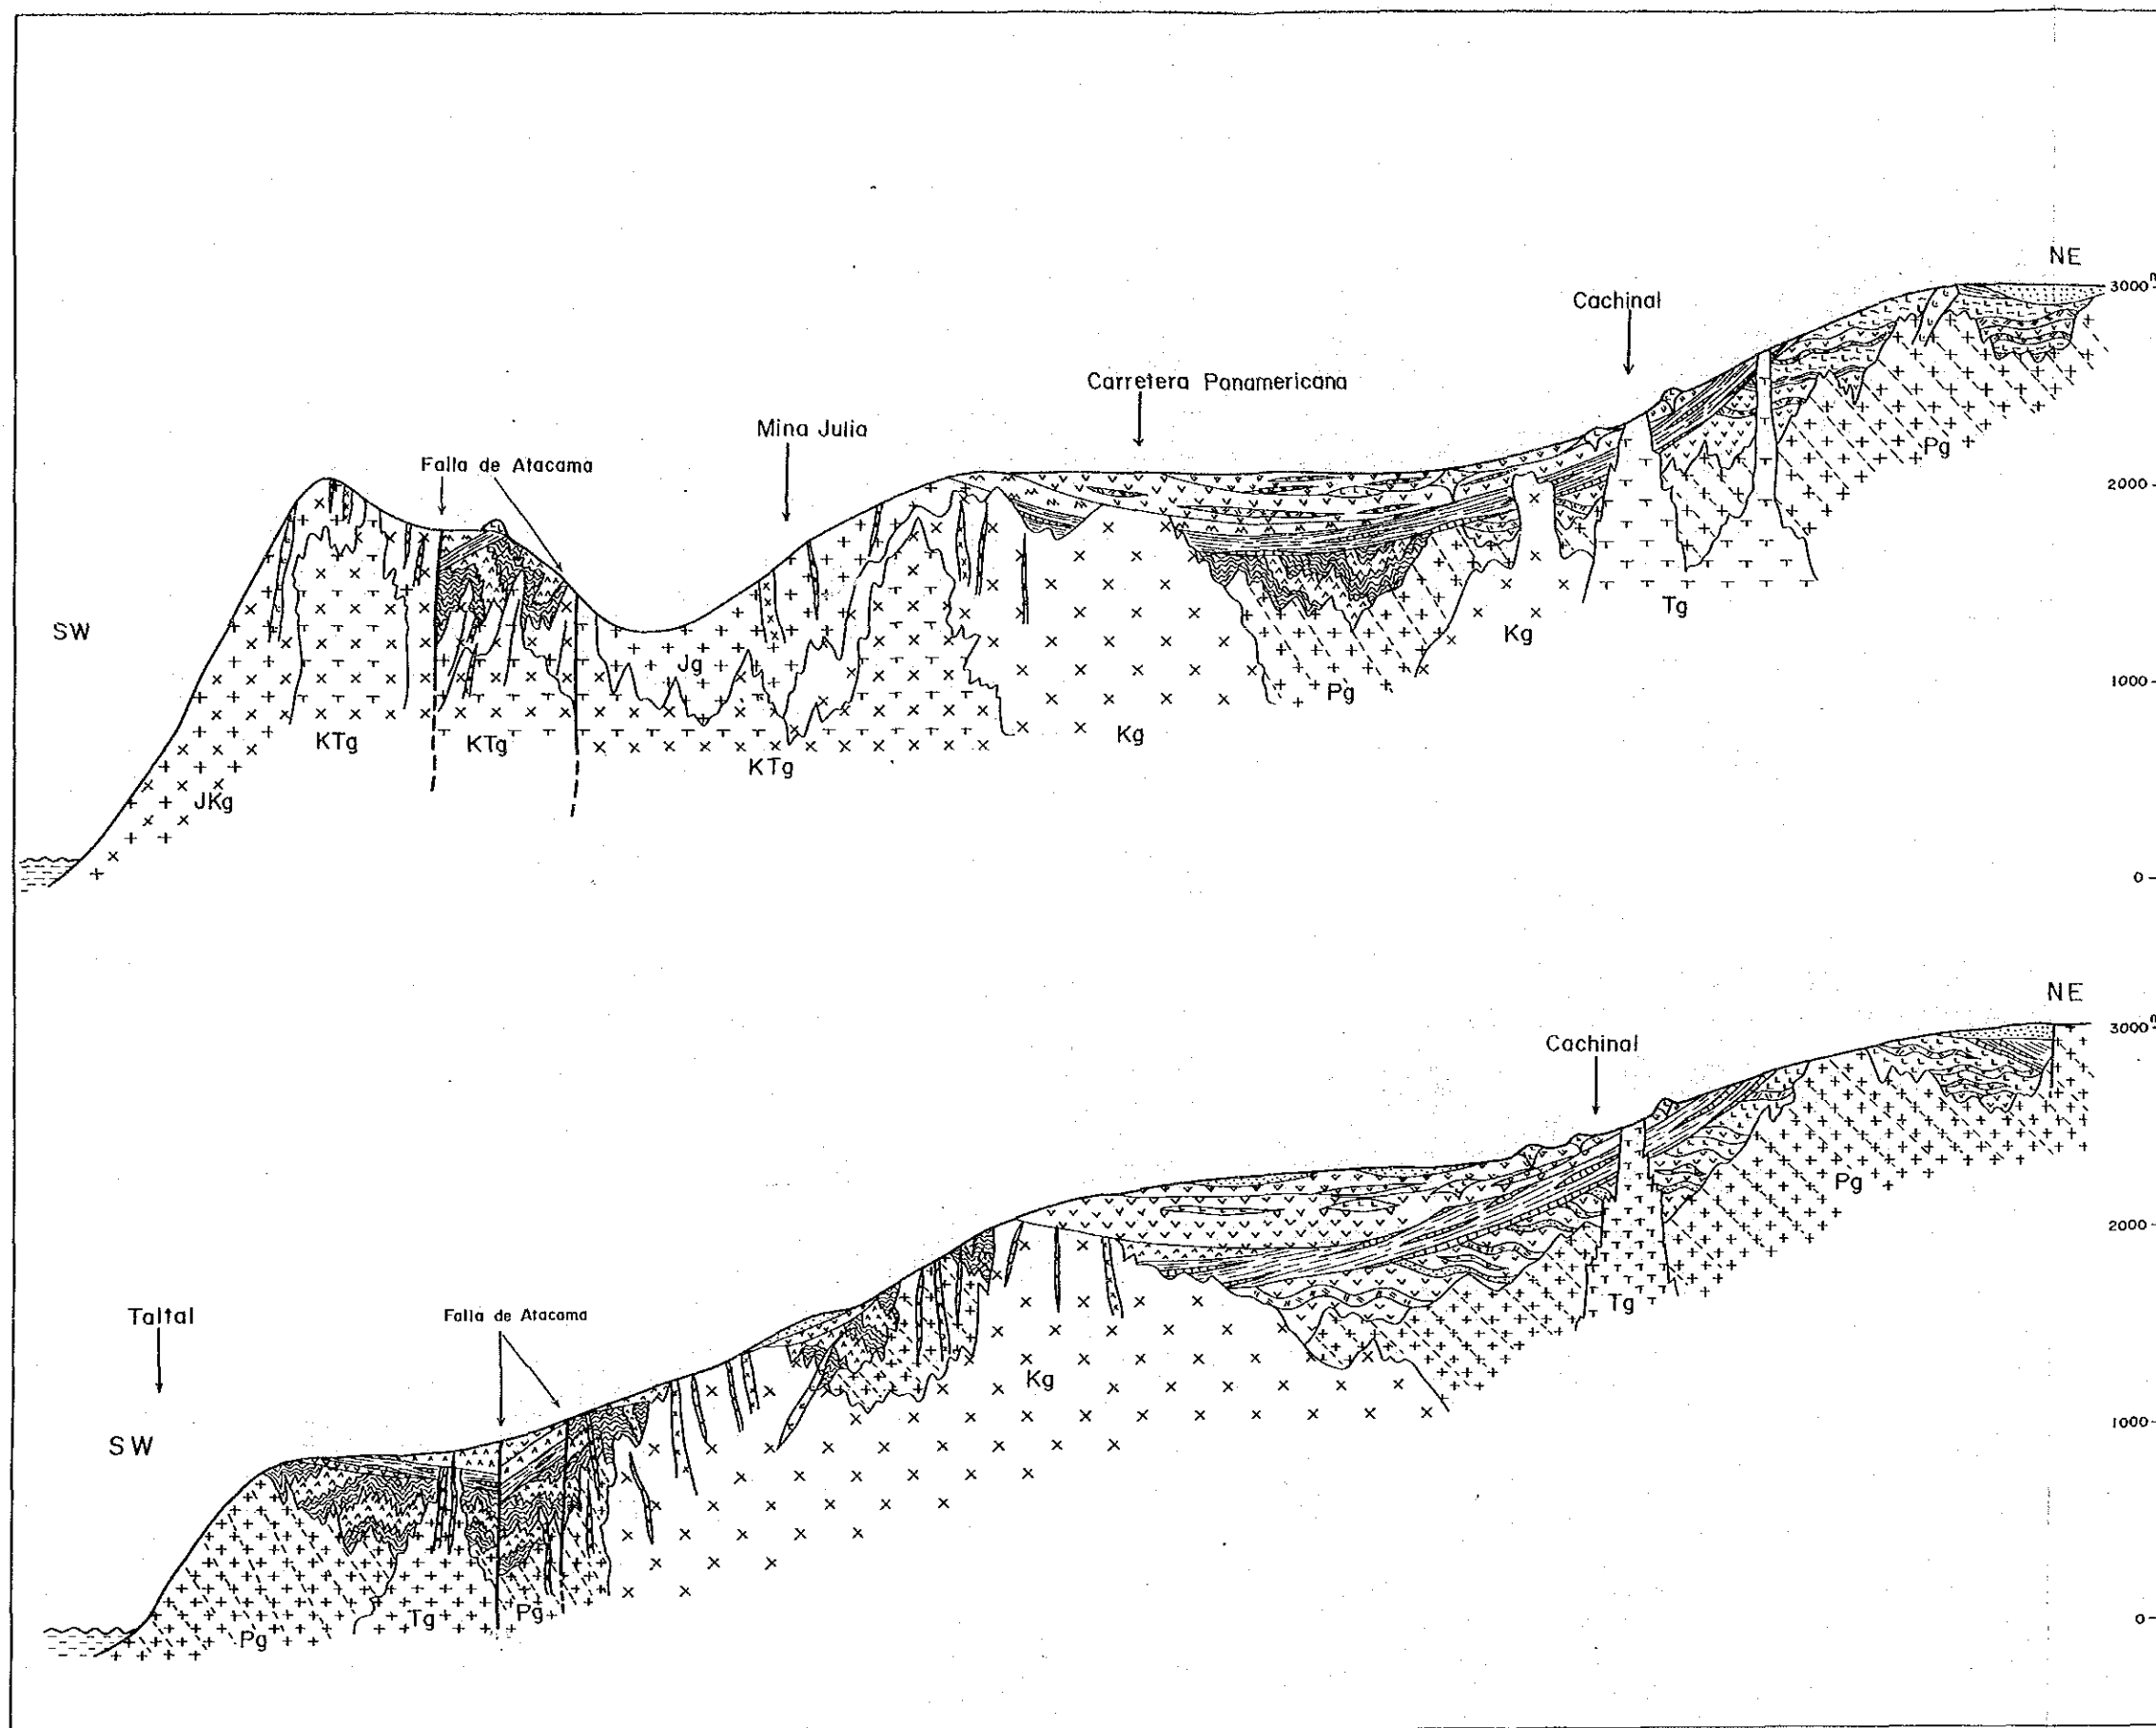 NE
3000 m
Cachinal
Carretera Panamericana
Mina Julia
Falla de Atacama
2000
Pg
SW
Tg
Kg
Jg
1000
Pg
Kg
KTg
KTg
KTg
JKg
0
NE
3000 m
Cachinal
Pg
2000
Tg
Taltal
Falla de Atacama
Kg
1000
SW
Pg
Tg
Pg
0